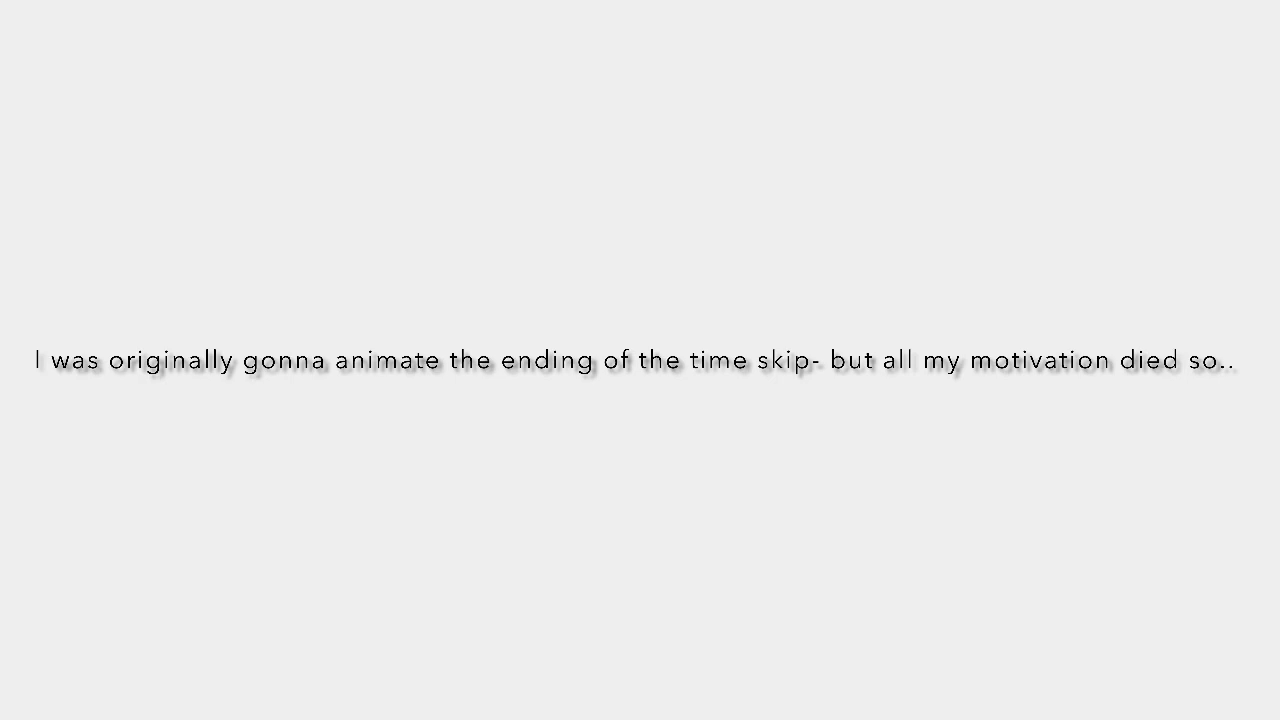 I was originally gonna animate the ending of the time skip- but all my motivation died so..